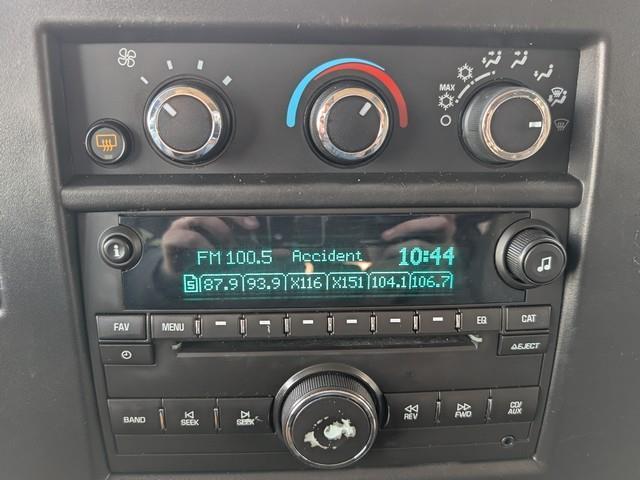 MAX
FM 100.5 Accident 10:44
5 87.9 93.9 X116 X151 104.1 106.7
FAV MENU EQ CAT
EJECT
BAND SEEK SEEK REV FWD CD/AUX